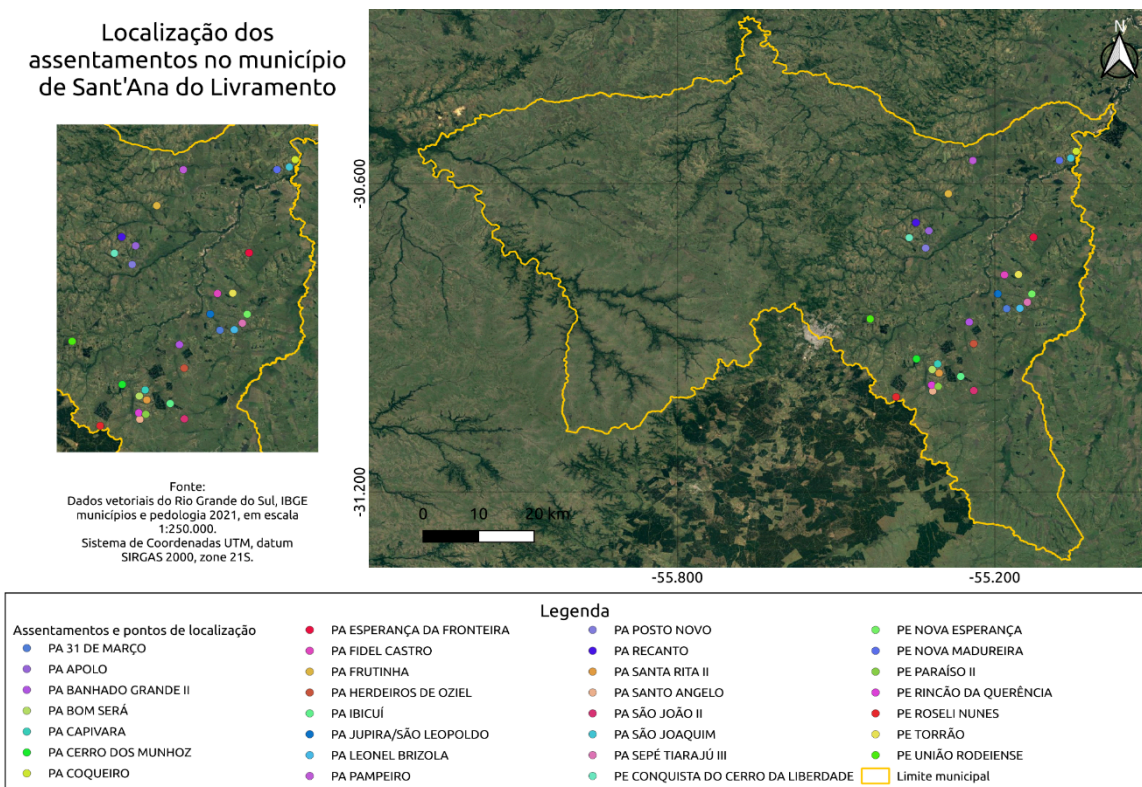 Localização dos
assentamentos no município
de Sant'Ana do Livramento
Fonte:
Dados vetoriais do Rio Grande do Sul, IBGE
municípios e pedologia 2021, em escala
1:250.000.
Sistema de Coordenadas UTM, datum
SIRGAS 2000, zone 21S.
N
-30.600
-31.200
0 10 20 km
-55.800 -55.200
Legenda
Assentamentos e pontos de localização
PA 31 DE MARÇO
PA APOLO
PA BANHADO GRANDE II
PA BOM SERÁ
PA CAPIVARA
PA CERRO DOS MUNHOZ
PA COQUEIRO
PA ESPERANÇA DA FRONTEIRA
PA FIDEL CASTRO
PA FRUTINHA
PA HERDEIROS DE OZIEL
PA IBICUÍ
PA JUPIRA/SÃO LEOPOLDO
PA LEONEL BRIZOLA
PA PAMPEIRO
PA POSTO NOVO
PA RECANTO
PA SANTA RITA II
PA SANTO ANGELO
PA SÃO JOÃO II
PA SÃO JOAQUIM
PA SEPÉ TIARAJÚ III
PE CONQUISTA DO CERRO DA LIBERDADE
PE NOVA ESPERANÇA
PE NOVA MADUREIRA
PE PARAÍSO II
PE RINCÃO DA QUERÊNCIA
PE ROSELI NUNES
PE TORRÃO
PE UNIÃO RODEIENSE
Limite municipal